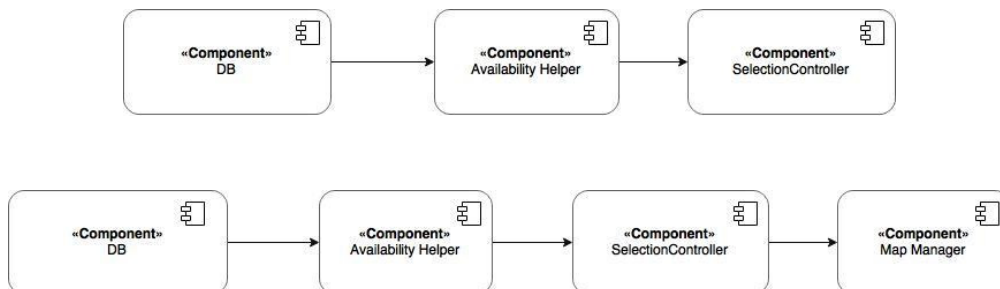 «Component»
DB
«Component»
Availability Helper
«Component»
SelectionController
«Component»
DB
«Component»
Availability Helper
«Component»
SelectionController
«Component»
Map Manager